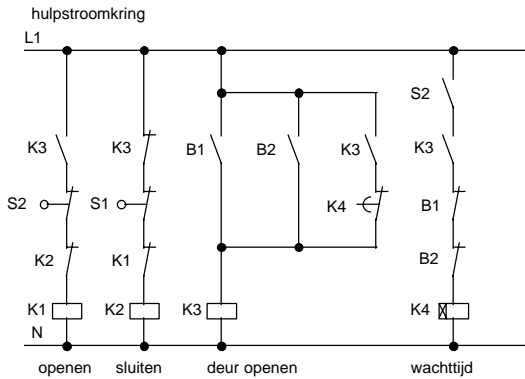 hulpstroomkring
L1
S2
K3 K3 B1 B2 K3 K3
S2 S1 K4 B1
K2 K1 B2
K1 K2 K3 K4
N
openen sluiten deur openen wachttijd